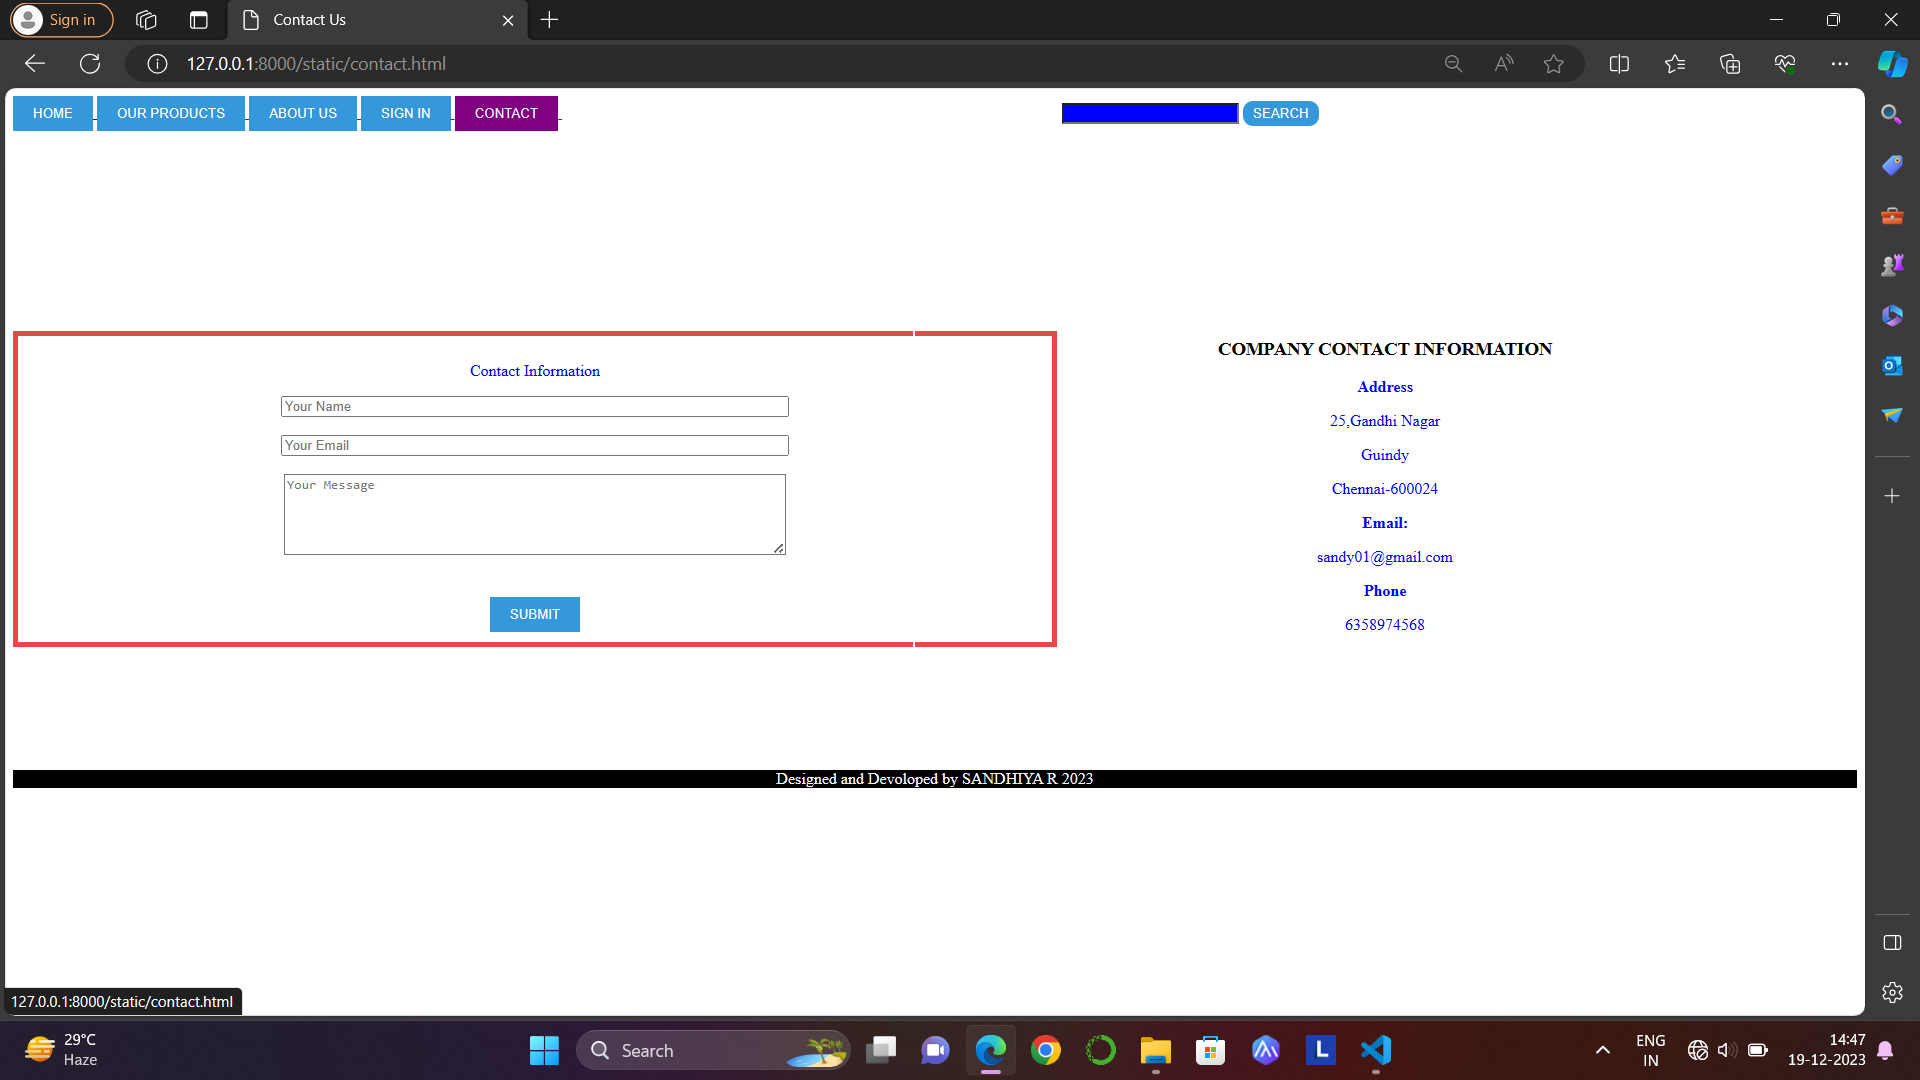 Sign in
Contact Us
127.0.0.1:8000/static/contact.html
HOME OUR PRODUCTS ABOUT US SIGN IN CONTACT SEARCH
Contact Information
Your Name
Your Email
Your Message
SUBMIT
COMPANY CONTACT INFORMATION
Address
25,Gandhi Nagar
Guindy
Chennai-600024
Email:
sandy01@gmail.com
Phone
6358974568
Designed and Devoloped by SANDHIYA R 2023
127.0.0.1:8000/static/contact.html
29°C
Haze
Search
ENG
IN
14:47
19-12-2023